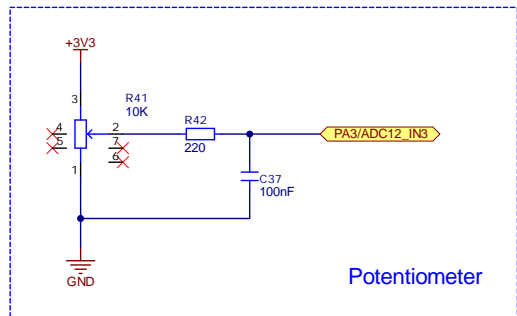 +3V3
3
R41
10K
4
5
2
7
6
1
R42
220
PA3/ADC12_IN3
C37
100nF
GND
Potentiometer